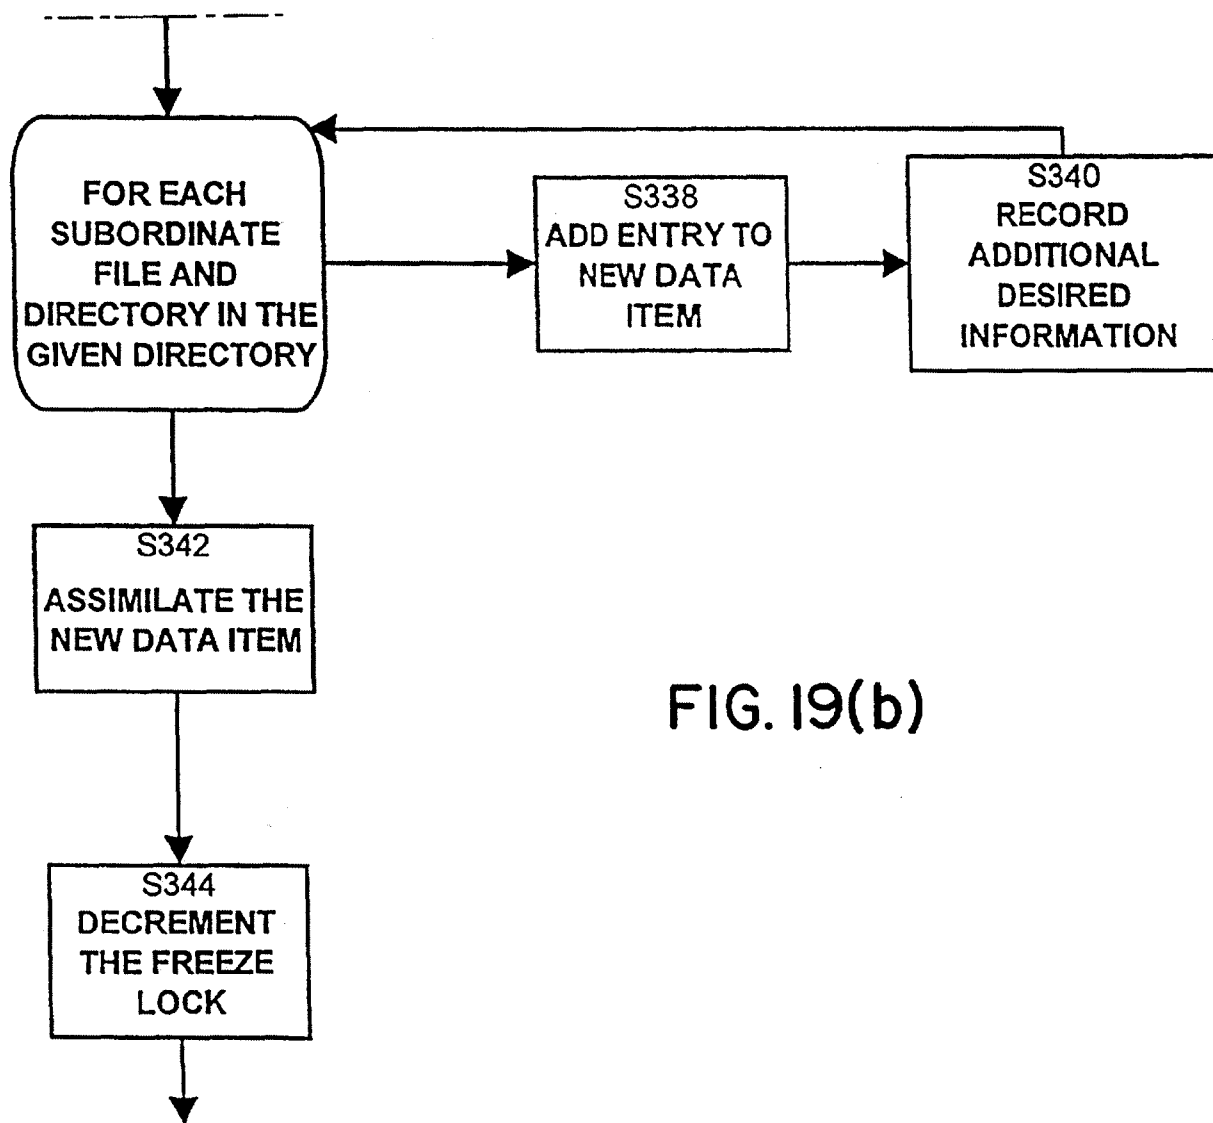 FOR EACH
SUBORDINATE
FILE AND
DIRECTORY IN THE
GIVEN DIRECTORY
S338
ADD ENTRY TO
NEW DATA
ITEM
S340
RECORD
ADDITIONAL
DESIRED
INFORMATION
S342
ASSIMILATE THE
NEW DATA ITEM
S344
DECREMENT
THE FREEZE
LOCK
FIG. 19(b)